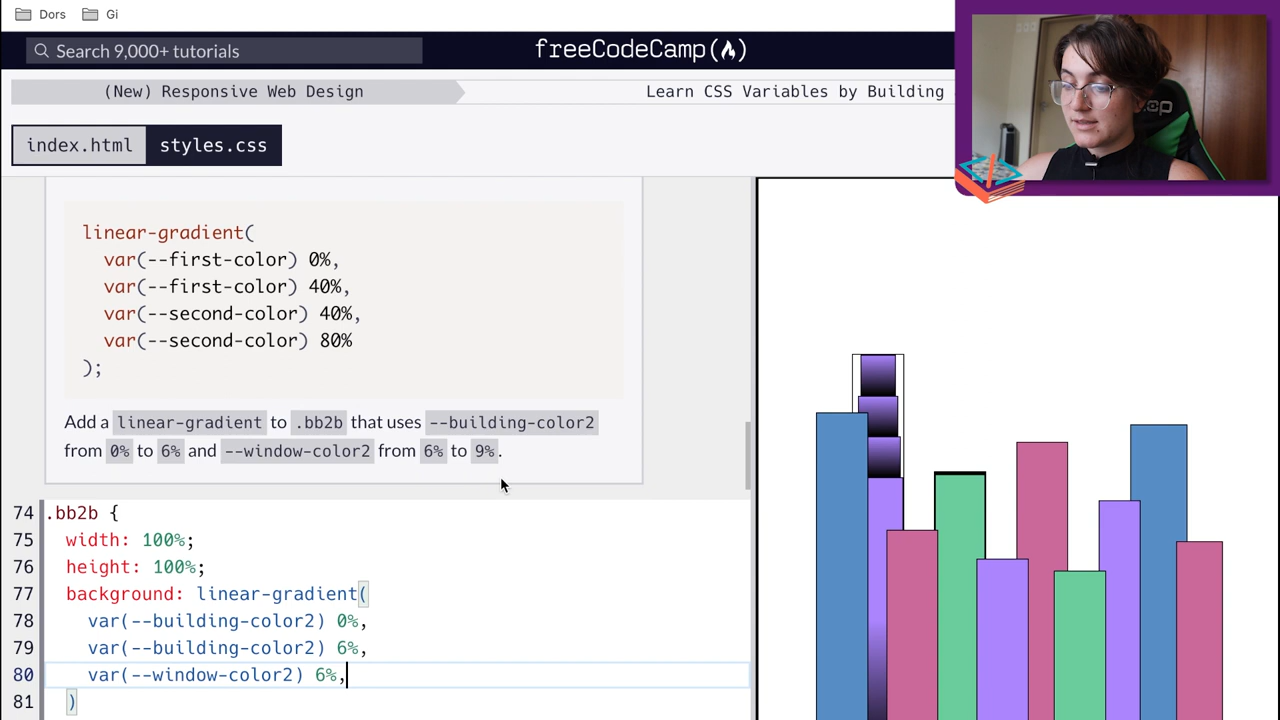 Dors Gi
Search 9,000+ tutorials
freeCodeCamp(🔥)
(New) Responsive Web Design
Learn CSS Variables by Building
index.html
styles.css
linear-gradient(
var(--first-color) 0%,
var(--first-color) 40%,
var(--second-color) 40%,
var(--second-color) 80%
);
Add a linear-gradient to .bb2b that uses --building-color2
from 0% to 6% and --window-color2 from 6% to 9%.
74 .bb2b {
75 width: 100%;
76 height: 100%;
77 background: linear-gradient(
78 var(--building-color2) 0%,
79 var(--building-color2) 6%,
80 var(--window-color2) 6%,
81 )